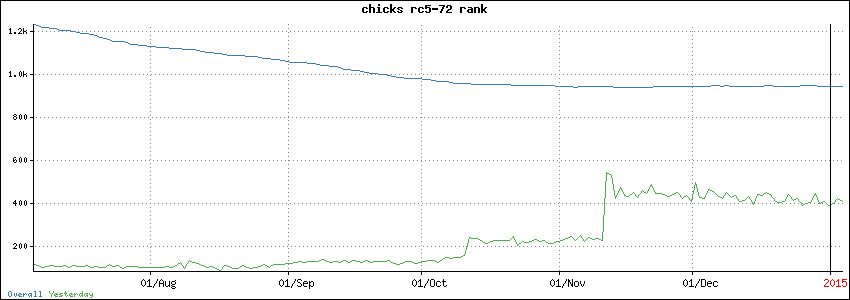 chicks rc5-72 rank
1.2k
1.0k
800
600
400
200
01/Aug 01/Sep 01/Oct 01/Nov 01/Dec 2015
Overall Yesterday